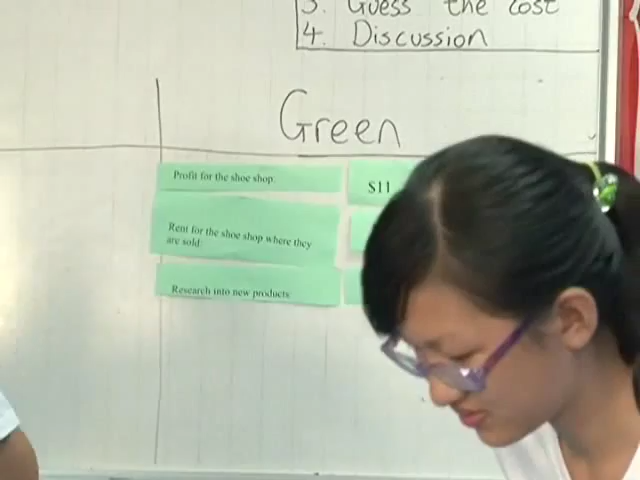 3. Guess the cost
4. Discussion
Green
Profit for the shoe shop:
$11
Rent for the shoe shop where they
are sold:
Research into new products